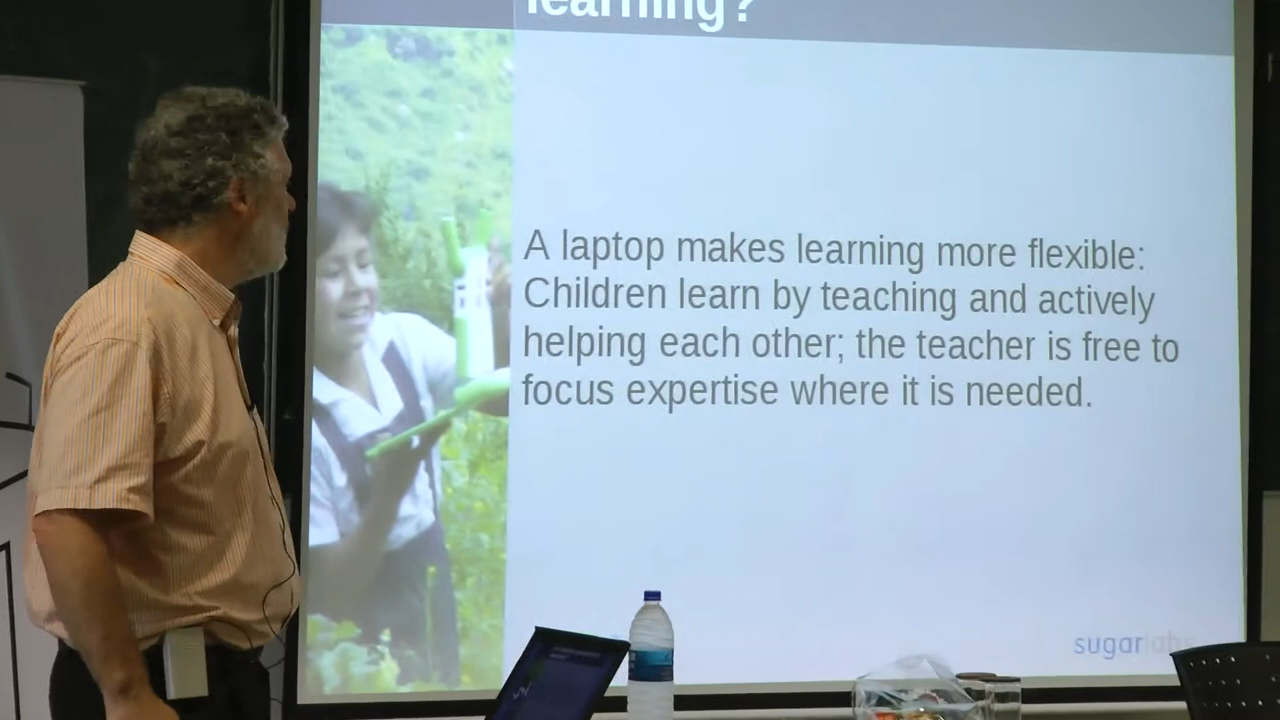 learning?
A laptop makes learning more flexible:
Children learn by teaching and actively
helping each other; the teacher is free to
focus expertise where it is needed.
sugarlabs